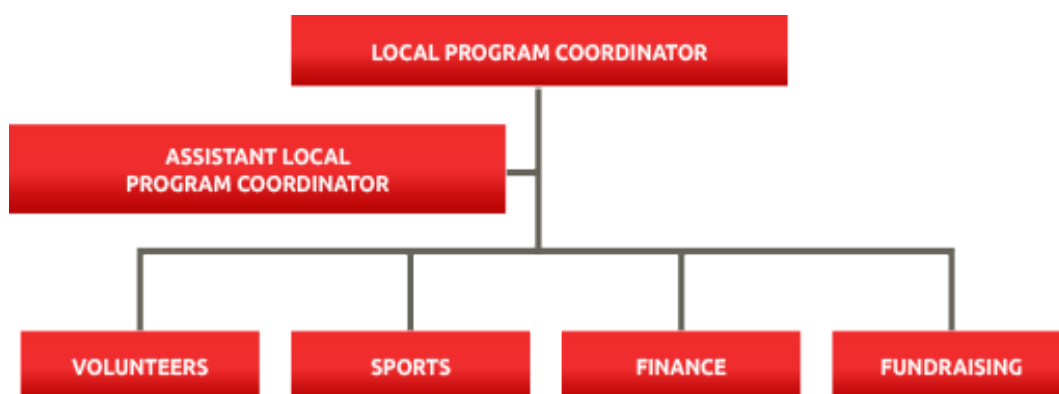 LOCAL PROGRAM COORDINATOR
ASSISTANT LOCAL
PROGRAM COORDINATOR
VOLUNTEERS
SPORTS
FINANCE
FUNDRAISING